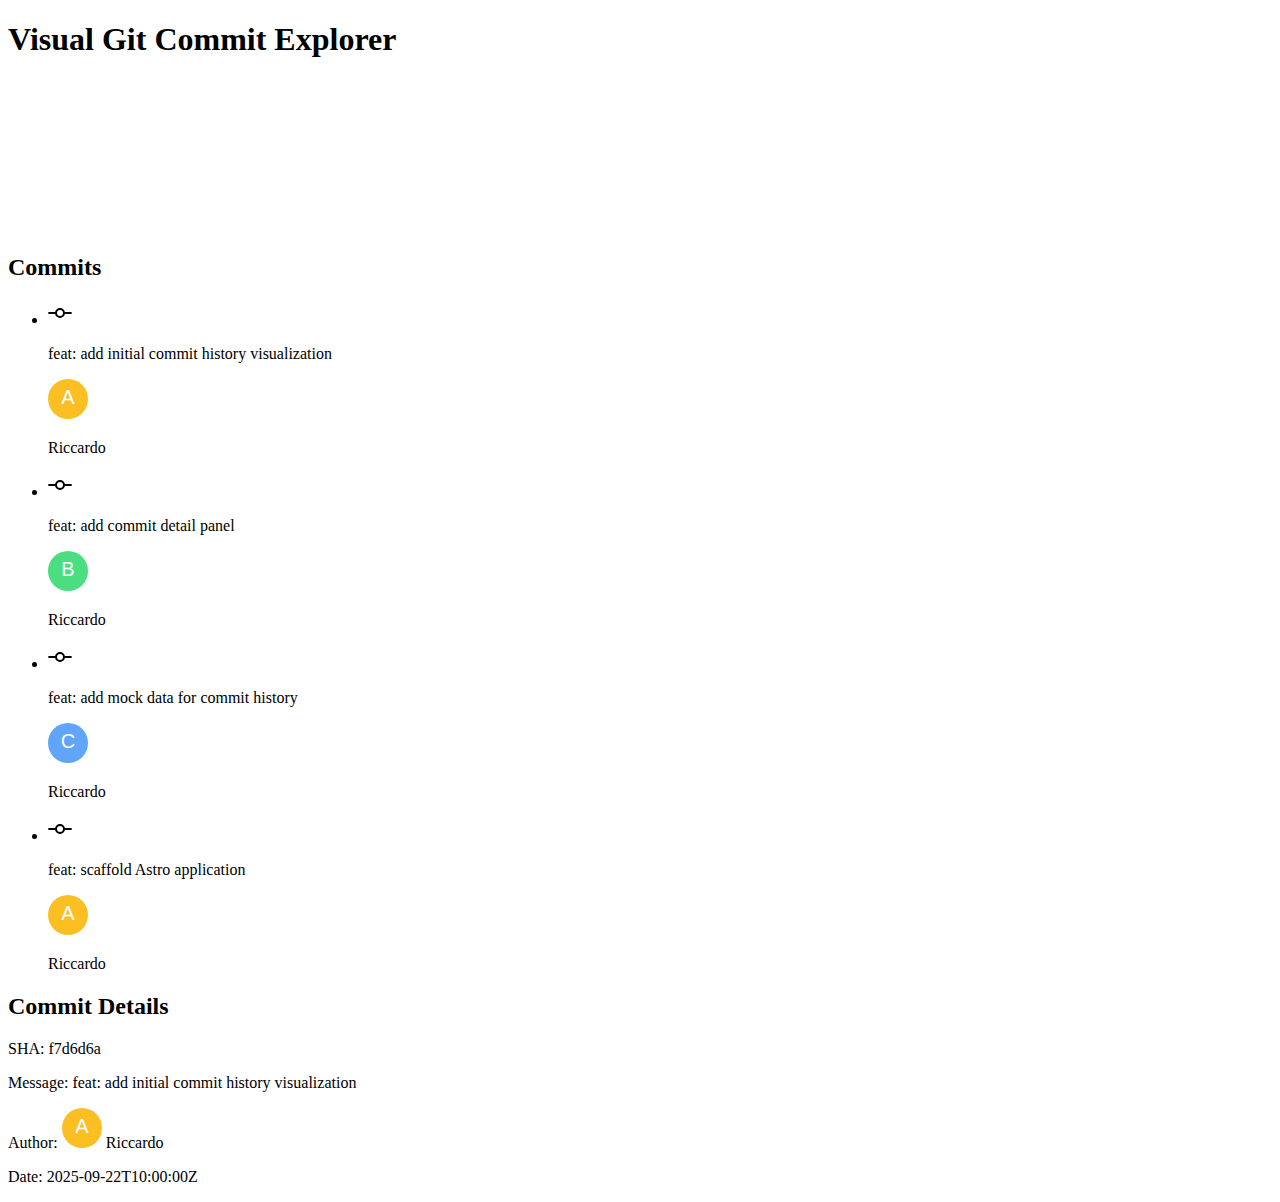 Visual Git Commit Explorer
Commits
feat: add initial commit history visualization
A
Riccardo
feat: add commit detail panel
B
Riccardo
feat: add mock data for commit history
C
Riccardo
feat: scaffold Astro application
A
Riccardo
Commit Details
SHA: f7d6d6a
Message: feat: add initial commit history visualization
Author: A Riccardo
Date: 2025-09-22T10:00:00Z